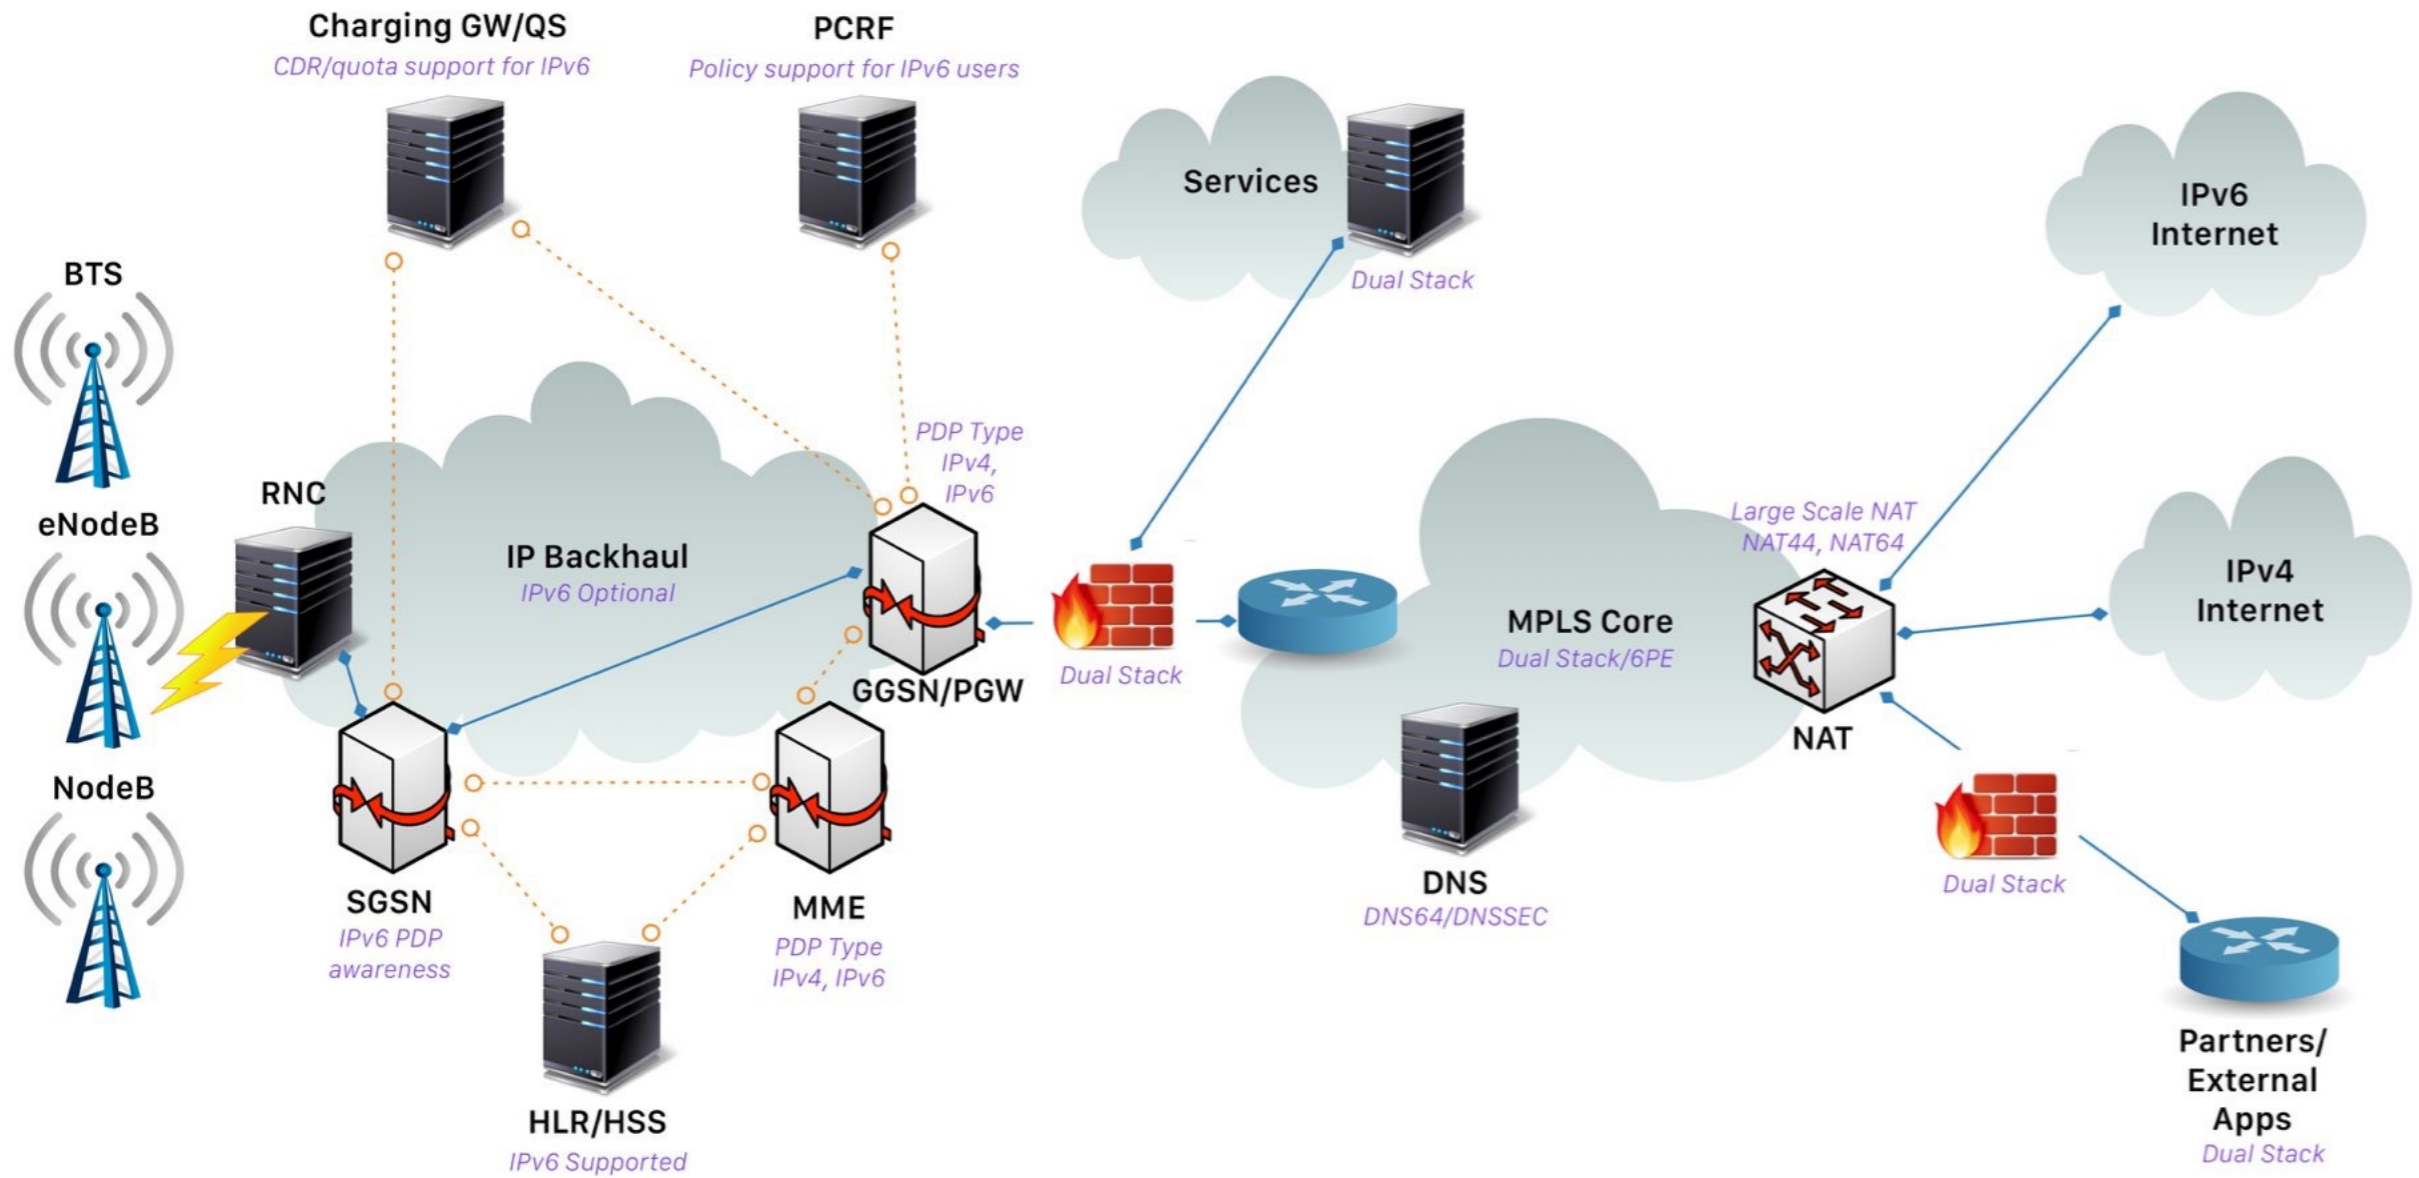 Charging GW/QS
CDR/quota support for IPv6
PCRF
Policy support for IPv6 users
Services
Dual Stack
IPv6
Internet
BTS
eNodeB
NodeB
RNC
IP Backhaul
IPv6 Optional
PDP Type
IPv4,
IPv6
GGSN/PGW
Dual Stack
MPLS Core
Dual Stack/6PE
Large Scale NAT
NAT44, NAT64
NAT
IPv4
Internet
SGSN
IPv6 PDP
awareness
MME
PDP Type
IPv4, IPv6
HLR/HSS
IPv6 Supported
DNS
DNS64/DNSSEC
Dual Stack
Partners/
External
Apps
Dual Stack